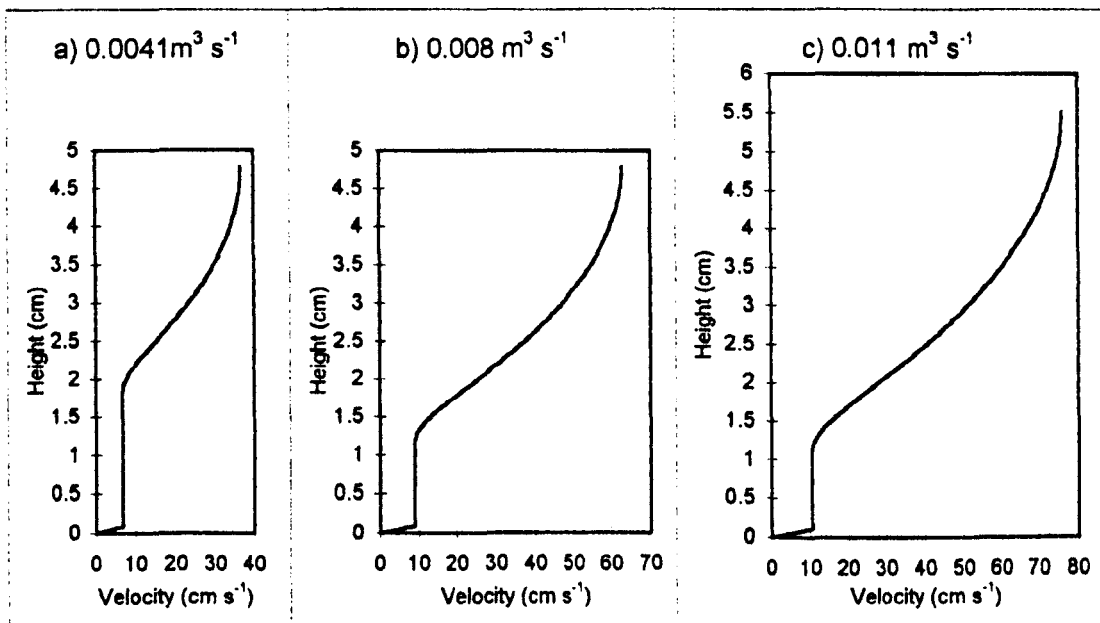 a) 0.0041m³ s⁻¹
5
4.5
4
3.5
3
2.5
2
1.5
1
0.5
0
Height (cm)
0 10 20 30 40
Velocity (cm s⁻¹)
b) 0.008 m³ s⁻¹
5
4.5
4
3.5
3
2.5
2
1.5
1
0.5
0
Height (cm)
0 10 20 30 40 50 60 70
Velocity (cm s⁻¹)
c) 0.011 m³ s⁻¹
6
5.5
5
4.5
4
3.5
3
2.5
2
1.5
1
0.5
0
Height (cm)
0 10 20 30 40 50 60 70 80
Velocity (cm s⁻¹)